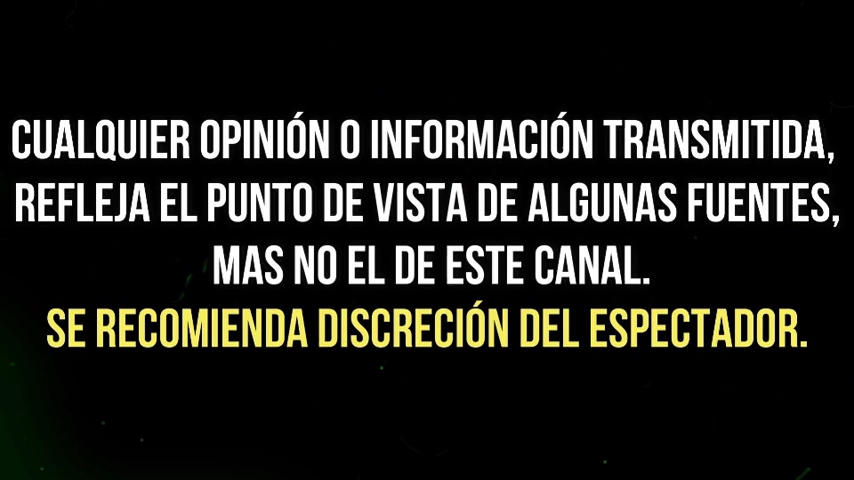 CUALQUIER OPINIÓN O INFORMACIÓN TRANSMITIDA,
REFLEJA EL PUNTO DE VISTA DE ALGUNAS FUENTES,
MAS NO EL DE ESTE CANAL.
SE RECOMIENDA DISCRECIÓN DEL ESPECTADOR.